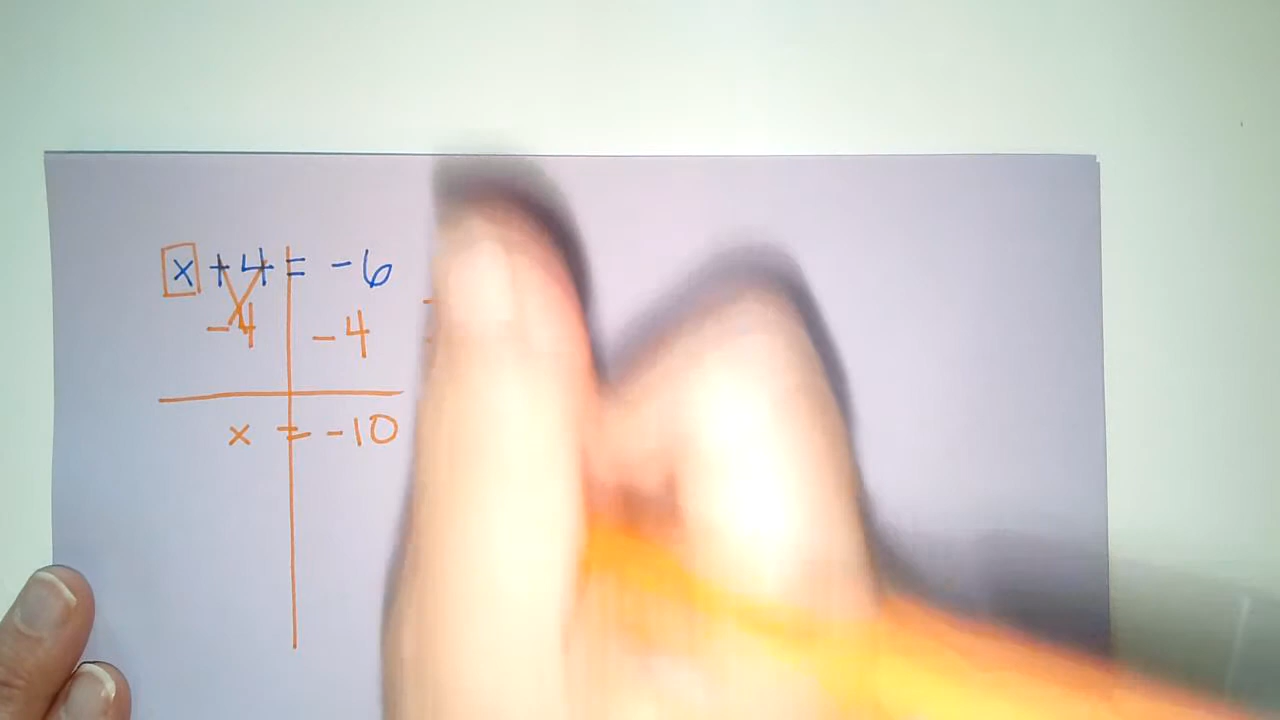 x + 4 = -6
-4 -4
x = -10